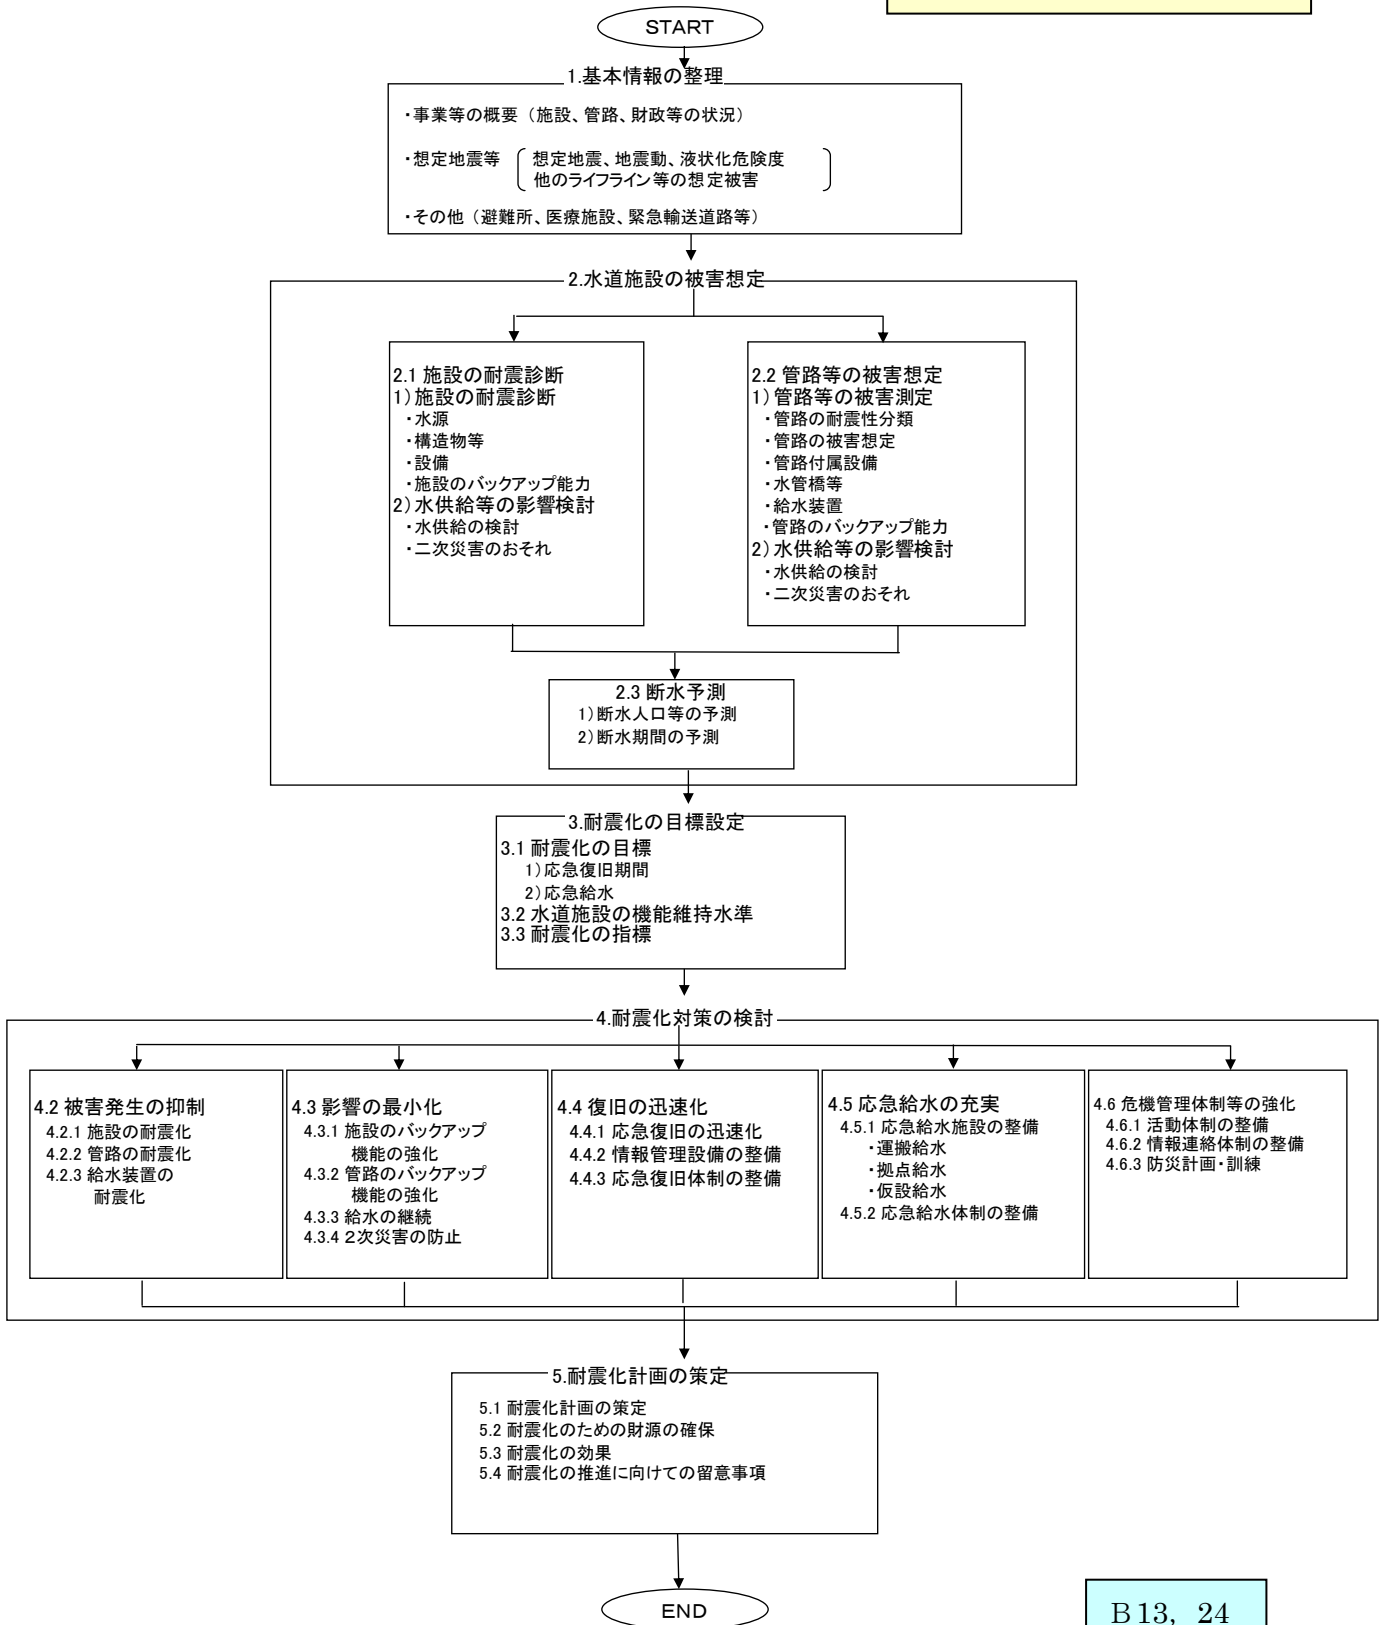 START
1.基本情報の整理
・事業等の概要（施設、管路、財政等の状況）
・想定地震等
想定地震、地震動、液状化危険度
他のライフライン等の想定被害
・その他（避難所、医療施設、緊急輸送道路等）
2.水道施設の被害想定
2.1 施設の耐震診断
1)施設の耐震診断
・水源
・構造物等
・設備
・施設のバックアップ能力
2)水供給等の影響検討
・水供給の検討
・二次災害のおそれ
2.2 管路等の被害想定
1)管路等の被害測定
・管路の耐震性分類
・管路の被害想定
・管路付属設備
・水管橋等
・給水装置
・管路のバックアップ能力
2)水供給等の影響検討
・水供給の検討
・二次災害のおそれ
2.3 断水予測
1)断水人口等の予測
2)断水期間の予測
3.耐震化の目標設定
3.1 耐震化の目標
1)応急復旧期間
2)応急給水
3.2 水道施設の機能維持水準
3.3 耐震化の指標
4.耐震化対策の検討
4.2 被害発生の抑制
4.2.1 施設の耐震化
4.2.2 管路の耐震化
4.2.3 給水装置の
耐震化
4.3 影響の最小化
4.3.1 施設のバックアップ
機能の強化
4.3.2 管路のバックアップ
機能の強化
4.3.3 給水の継続
4.3.4 ２次災害の防止
4.4 復旧の迅速化
4.4.1 応急復旧の迅速化
4.4.2 情報管理設備の整備
4.4.3 応急復旧体制の整備
4.5 応急給水の充実
4.5.1 応急給水施設の整備
・運搬給水
・拠点給水
・仮設給水
4.5.2 応急給水体制の整備
4.6 危機管理体制等の強化
4.6.1 活動体制の整備
4.6.2 情報連絡体制の整備
4.6.3 防災計画・訓練
5.耐震化計画の策定
5.1 耐震化計画の策定
5.2 耐震化のための財源の確保
5.3 耐震化の効果
5.4 耐震化の推進に向けての留意事項
END
Ｂ13，24